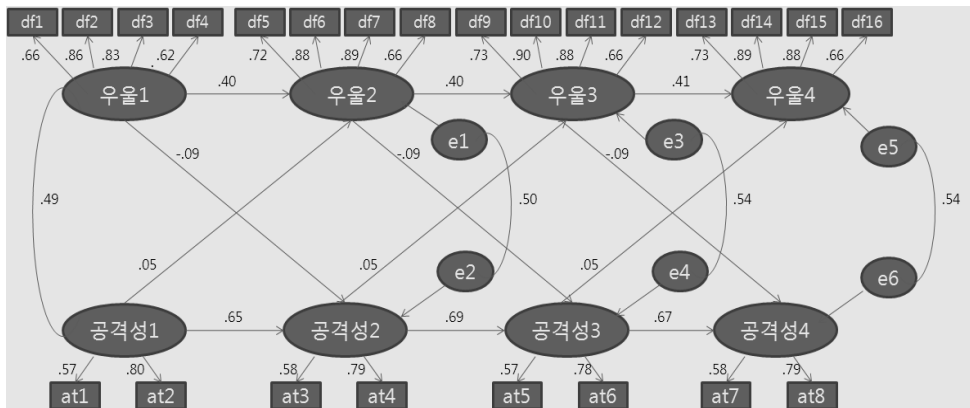 df1 df2 df3 df4 df5 df6 df7 df8 df9 df10 df11 df12 df13 df14 df15 df16
.66 .86 .83 .62 .72 .88 .89 .66 .73 .90 .88 .66 .73 .89 .88 .66
우울1 .40 우울2 .40 우울3 .41 우울4
e1 e3 e5
-.09 -.09 -.09
.49 .50 .54 .54
.05 .05 .05
e2 e4 e6
공격성1 .65 공격성2 .69 공격성3 .67 공격성4
.57 .80 .58 .79 .57 .78 .58 .79
at1 at2 at3 at4 at5 at6 at7 at8